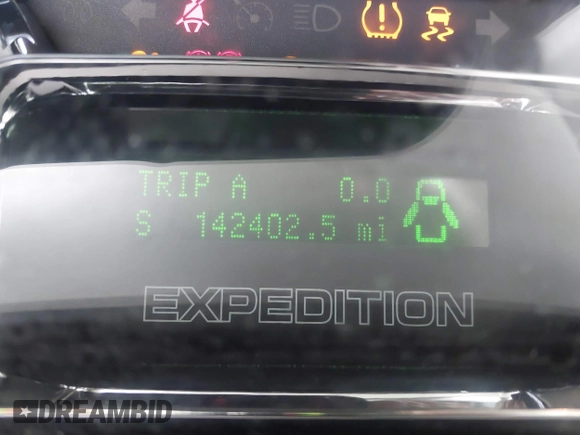 TRIP A 0.0
S 142402.5 mi
EXPEDITION
DREAMBID